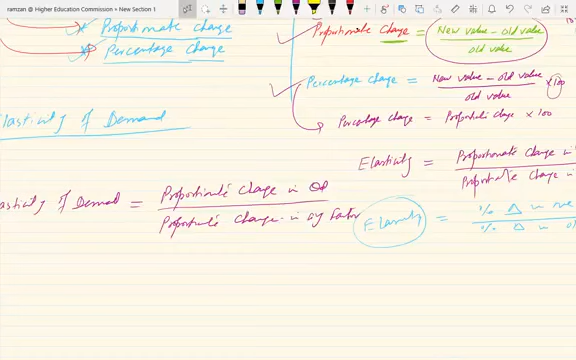 ramzan @ Higher Education Commission » New Section 1
Proportionate Change
Percentage Change
Proportionate Change = New value - old value
old value
Percentage Change = New value - old value × 100
old value
Percentage change = Proportionate change × 100
lasticity of Demand
Elasticity = Proportionate Change in
Proportionate Change in
lasticity of Demand = Proportionate Change in Qd
Proportionate Change in any factor
Elasticity = % Δ in
% Δ in